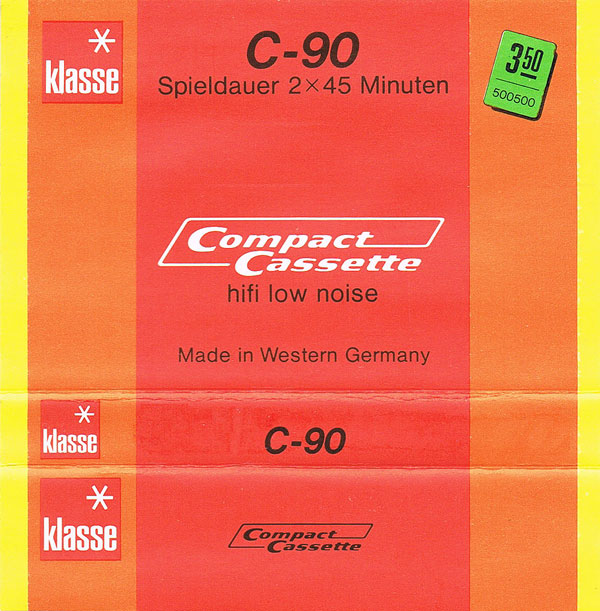 *
klasse
C-90
Spieldauer 2×45 Minuten
3 50
500500
Compact
Cassette
hifi low noise
Made in Western Germany
*
klasse
C-90
*
klasse
Compact
Cassette